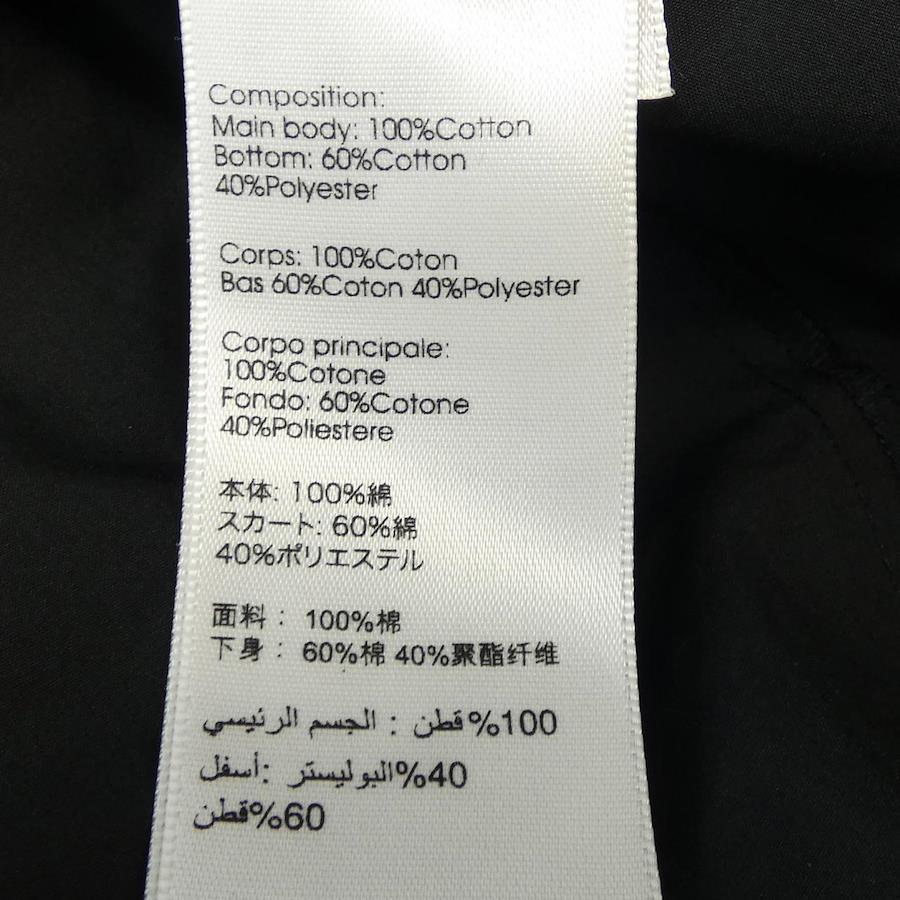 Composition:
Main body: 100%Cotton
Bottom: 60%Cotton
40%Polyester
Corps: 100%Coton
Bas 60%Coton 40%Polyester
Corpo principale:
100%Cotone
Fondo: 60%Cotone
40%Poliestere
本体: 100%綿
スカート: 60%綿
40%ポリエステル
面料： 100%棉
下身： 60%棉 40%聚酯纤维
100%قطن : الجسم الرئيسي
40%البوليستر :أسفل
60%قطن